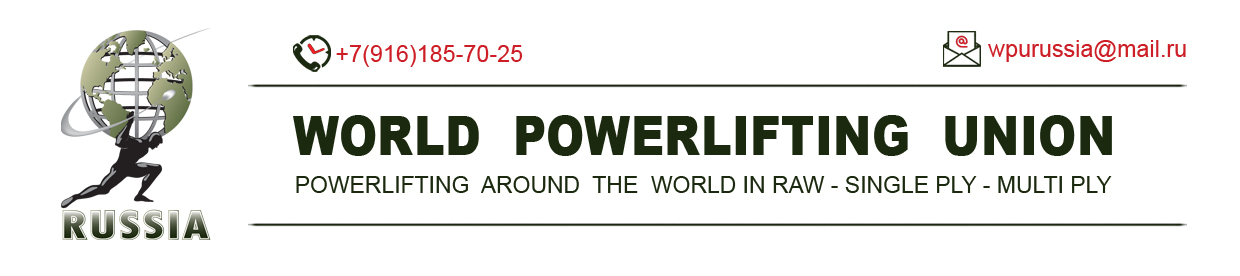 +7(916)185-70-25
wpurussia@mail.ru
WORLD POWERLIFTING UNION
POWERLIFTING AROUND THE WORLD IN RAW - SINGLE PLY - MULTI PLY
RUSSIA